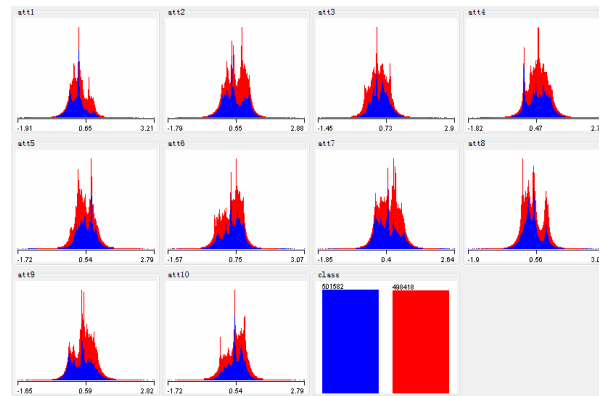 att1 att2 att3 att4
-1.91 0.65 3.21 -1.79 0.55 2.88 -1.46 0.73 2.9 -1.82 0.47
att5 att6 att7 att8
-1.72 0.54 2.79 -1.57 0.75 3.07 -1.85 0.4 2.64 -1.9 0.56
att9 att10 class
501582 498418
-1.65 0.59 2.82 -1.72 0.54 2.79